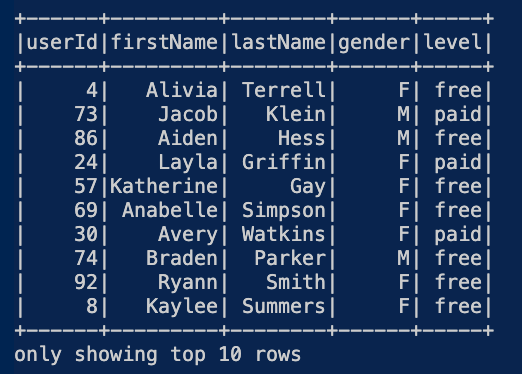 +------+---------+--------+------+-----+
|userId|firstName|lastName|gender|level|
+------+---------+--------+------+-----+
|     4|   Alivia| Terrell|     F| free|
|    73|    Jacob|   Klein|     M| paid|
|    86|    Aiden|    Hess|     M| free|
|    24|    Layla| Griffin|     F| paid|
|    57|Katherine|     Gay|     F| free|
|    69| Anabelle| Simpson|     F| free|
|    30|    Avery| Watkins|     F| paid|
|    74|   Braden|  Parker|     M| free|
|    92|    Ryann|   Smith|     F| free|
|     8|   Kaylee| Summers|     F| free|
+------+---------+--------+------+-----+
only showing top 10 rows